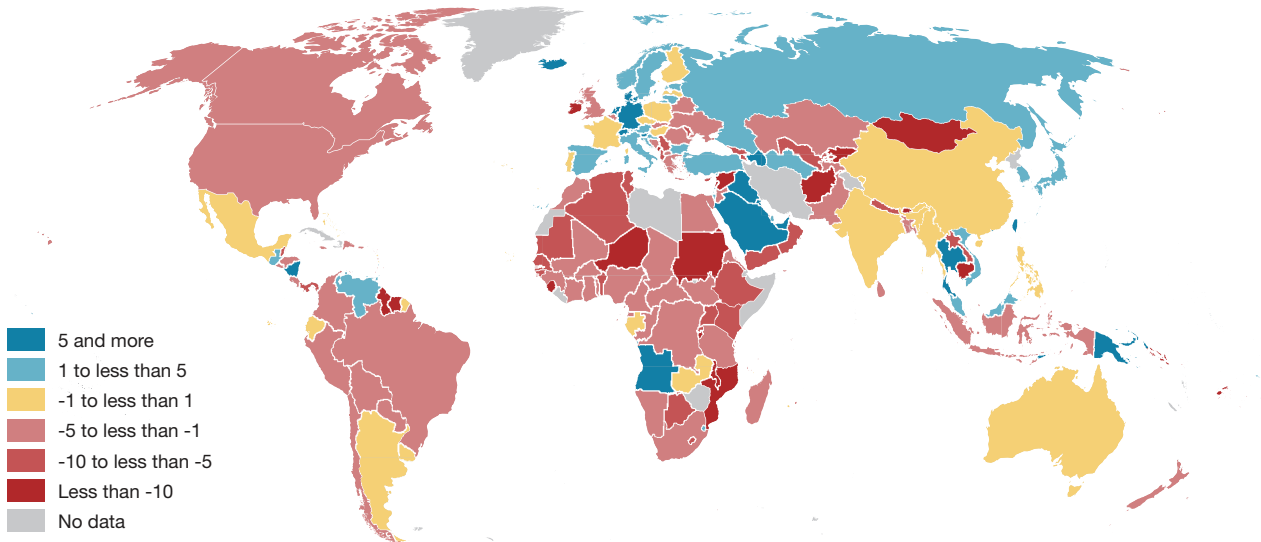 5 and more
1 to less than 5
-1 to less than 1
-5 to less than -1
-10 to less than -5
Less than -10
No data